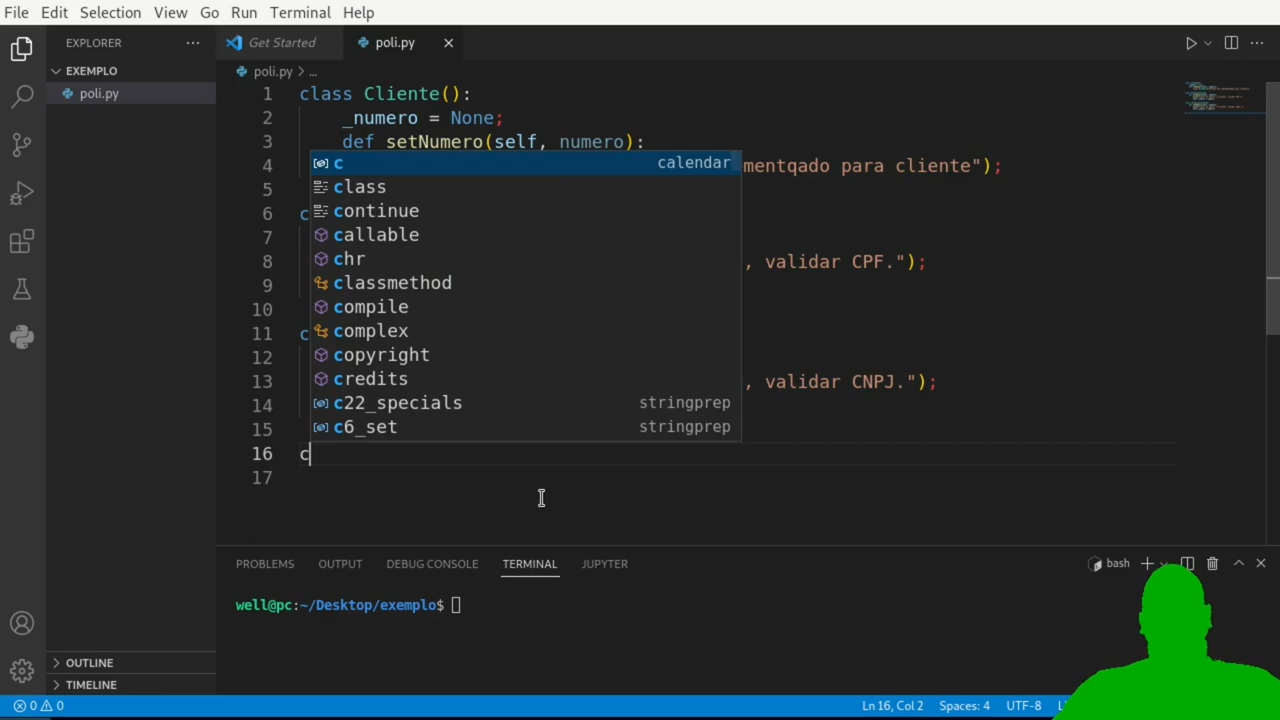 File Edit Selection View Go Run Terminal Help
EXPLORER
Get Started
poli.py
EXEMPLO
poli.py
poli.py > ...
1 class Cliente():
2 _numero = None;
3 def setNumero(self, numero):
4 mentqado para cliente");
5
6 c
7
8 , validar CPF.");
9
10
11 c
12
13 , validar CNPJ.");
14
15
16 c
17
c calendar
class
continue
callable
chr
classmethod
compile
complex
copyright
credits
c22_specials stringprep
c6_set stringprep
PROBLEMS OUTPUT DEBUG CONSOLE TERMINAL JUPYTER
bash
well@pc:~/Desktop/exemplo$
OUTLINE
TIMELINE
0 0
Ln 16, Col 2 Spaces: 4 UTF-8